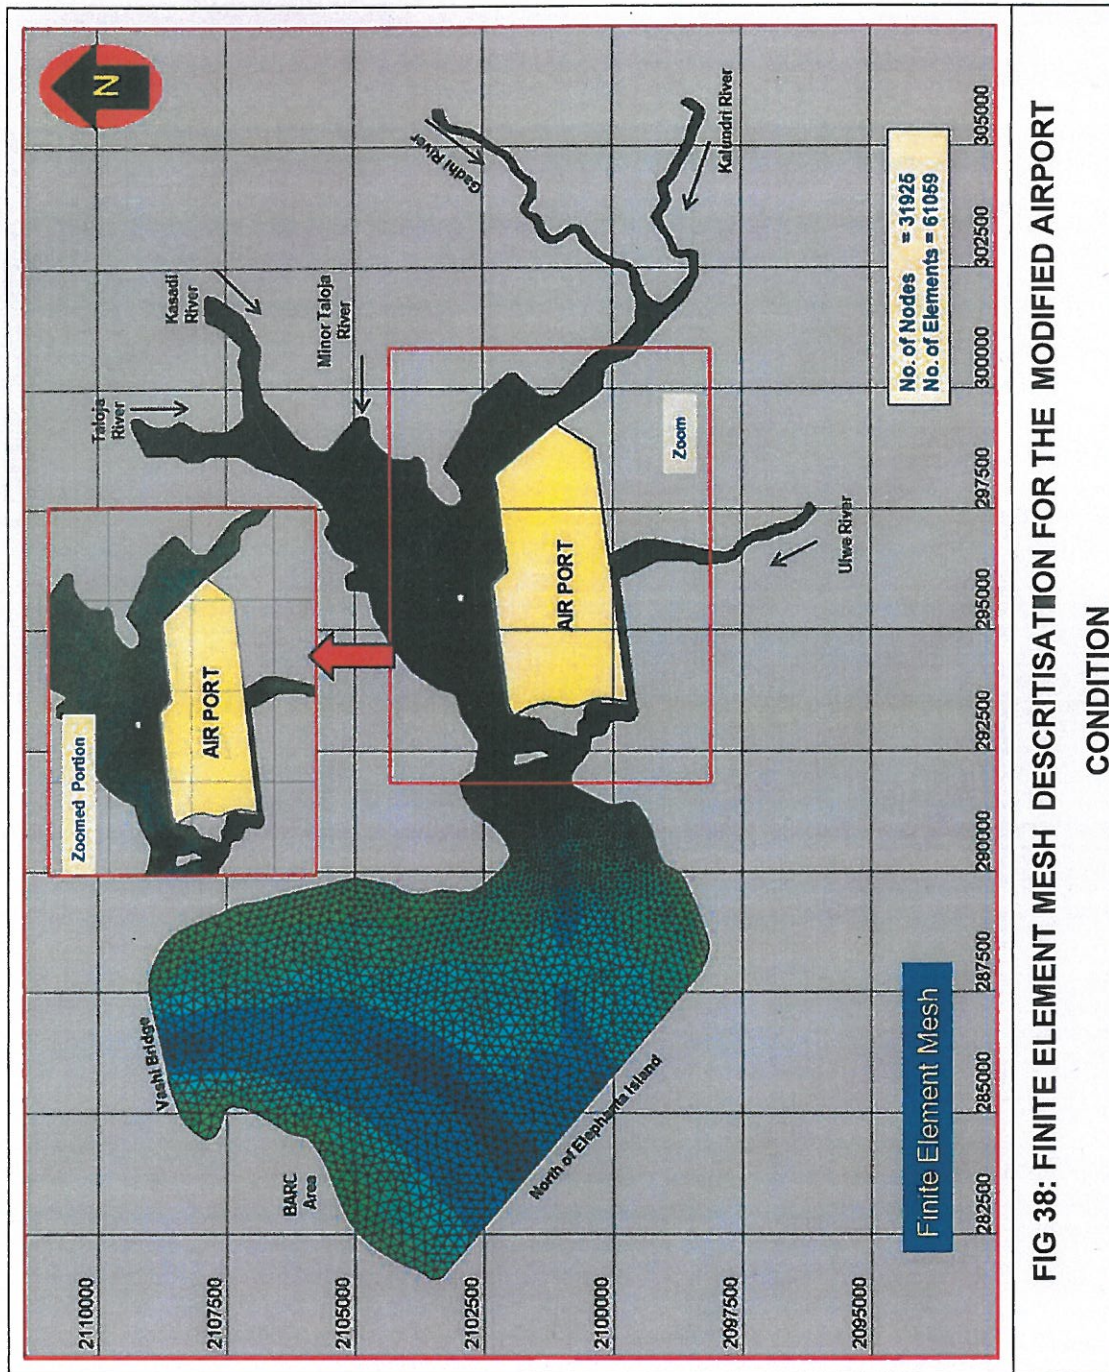 N
2110000
2107500
2105000
2102500
2100000
2097500
2095000
282500
285000
287500
290000
292500
295000
297500
300000
302500
305000
Vashi Bridge
BARC
Area
North of Elephanta Island
Zoomed Portion
AIR PORT
Taloja
River
Kasadi
River
Minor Taloja
River
Gadhi River
Kalundri River
Ulwe River
AIR PORT
Zoom
Finite Element Mesh
No. of Nodes = 31925
No. of Elements = 61059
FIG 38: FINITE ELEMENT MESH DESCRITISATION FOR THE MODIFIED AIRPORT
CONDITION